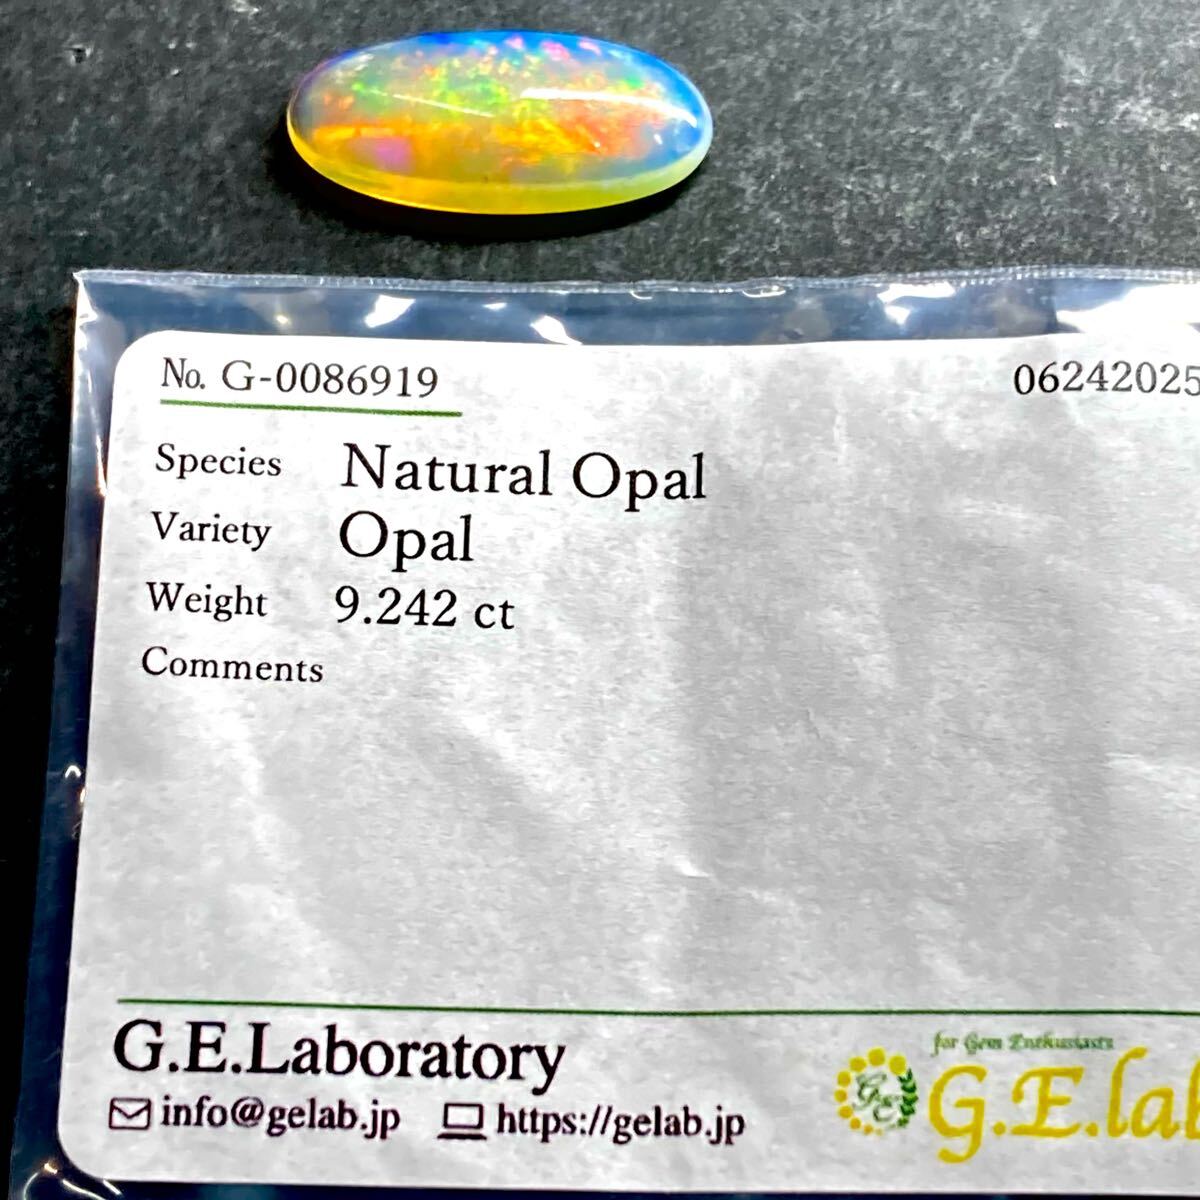 No. G-0086919 06242025
Species Natural Opal
Variety Opal
Weight 9.242 ct
Comments
G.E.Laboratory
info@gelab.jp https://gelab.jp
for Gem Enthusiasts
G.E.lab